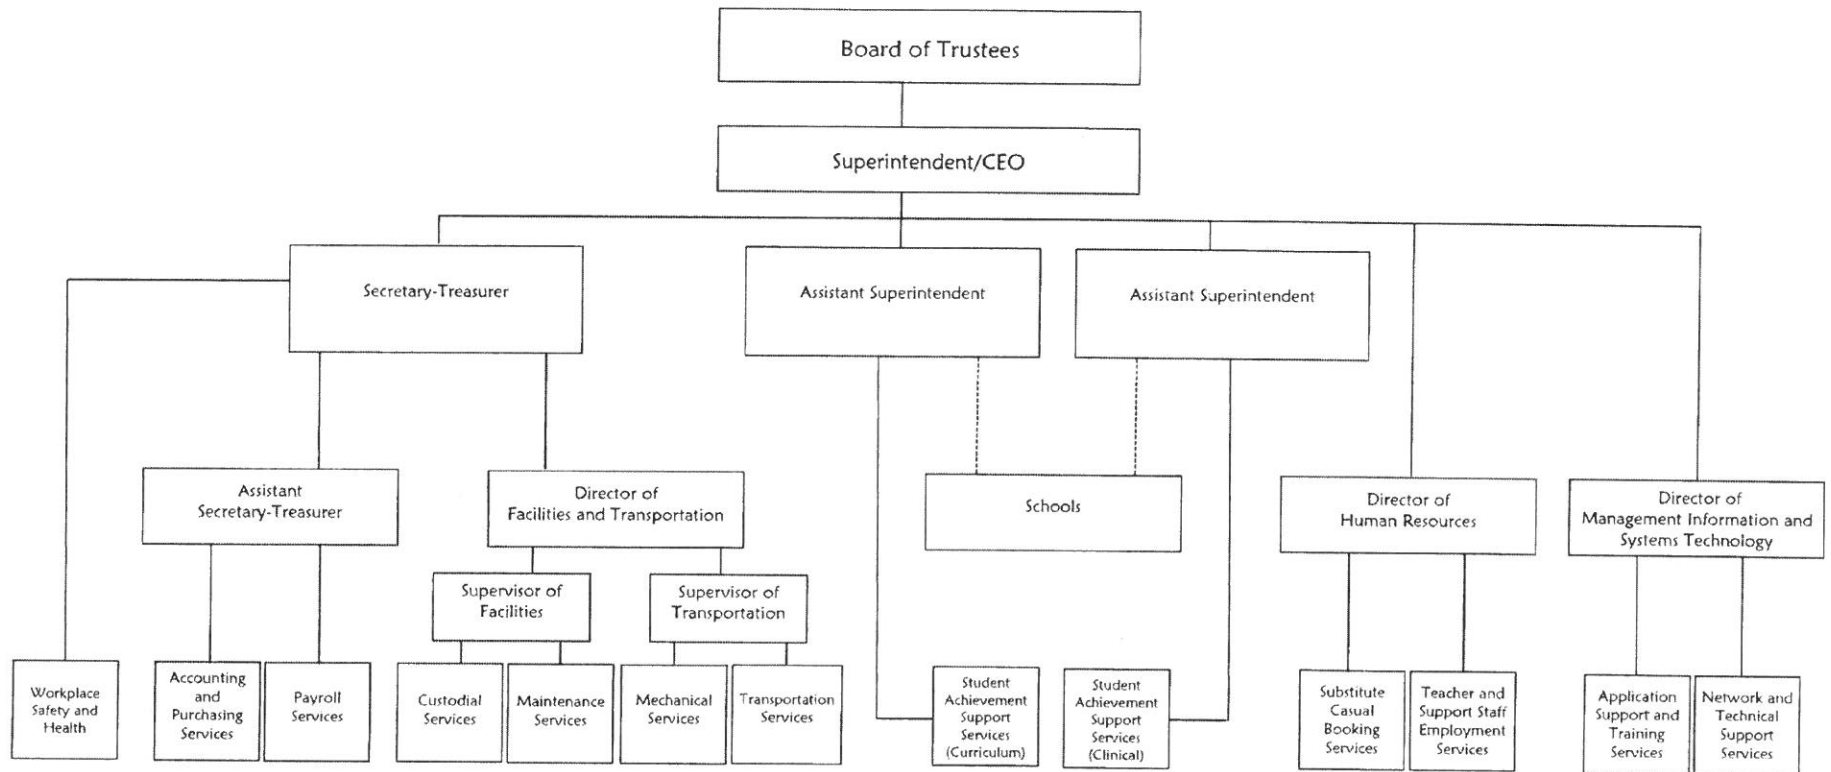 Board of Trustees
Superintendent/CEO
Secretary-Treasurer
Assistant Superintendent
Assistant Superintendent
Assistant
Secretary-Treasurer
Director of
Facilities and Transportation
Schools
Director of
Human Resources
Director of
Management Information and
Systems Technology
Supervisor of
Facilities
Supervisor of
Transportation
Workplace
Safety and
Health
Accounting
and
Purchasing
Services
Payroll
Services
Custodial
Services
Maintenance
Services
Mechanical
Services
Transportation
Services
Student
Achievement
Support
Services
(Curriculum)
Student
Achievement
Support
Services
(Clinical)
Substitute
Casual
Booking
Services
Teacher and
Support Staff
Employment
Services
Application
Support and
Training
Services
Network and
Technical
Support
Services